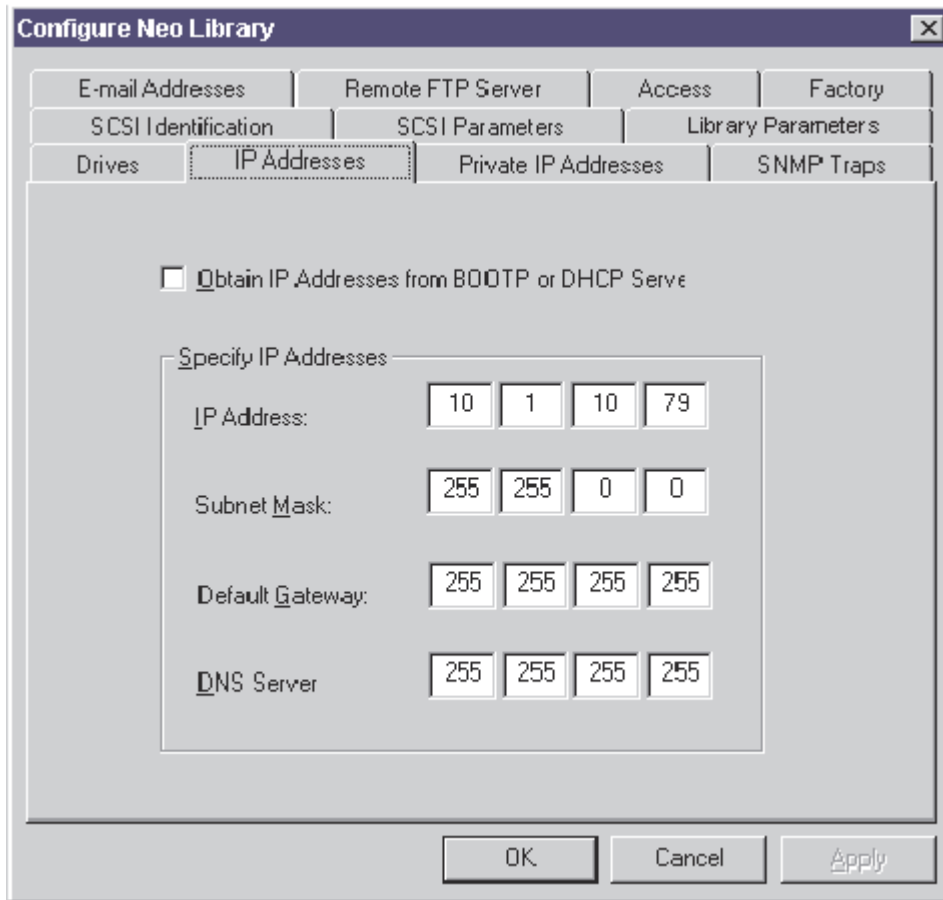 Configure Neo Library
E-mail Addresses Remote FTP Server Access Factory
SCSI Identification SCSI Parameters Library Parameters
Drives IP Addresses Private IP Addresses SNMP Traps
Obtain IP Addresses from BOOTP or DHCP Serve
Specify IP Addresses
IP Address: 10 1 10 79
Subnet Mask: 255 255 0 0
Default Gateway: 255 255 255 255
DNS Server 255 255 255 255
OK Cancel Apply